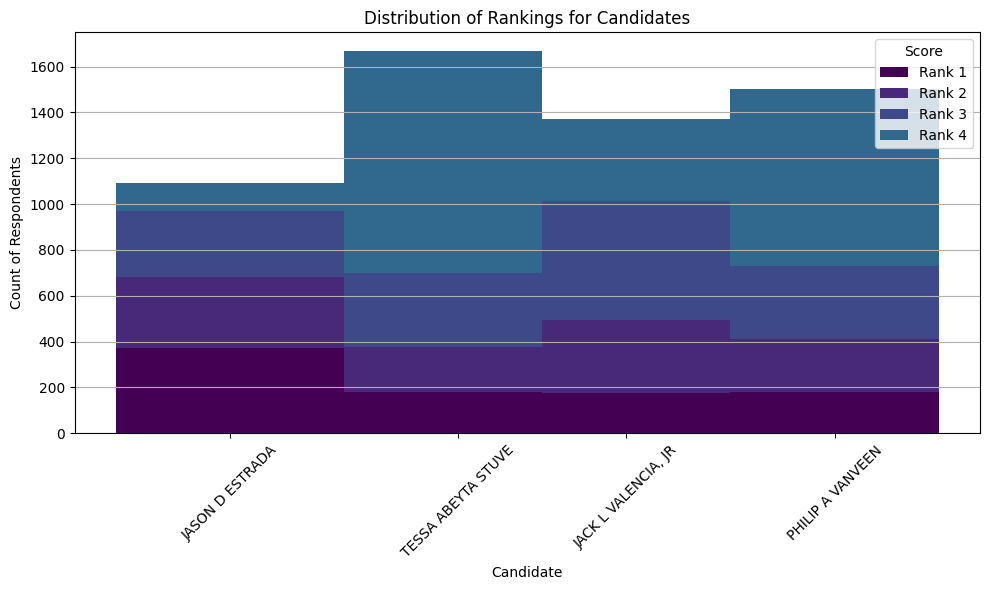 Distribution of Rankings for Candidates
Score
Rank 1
Rank 2
Rank 3
Rank 4
Count of Respondents
1600
1400
1200
1000
800
600
400
200
0
JASON D ESTRADA
TESSA ABEYTA STUVE
JACK L VALENCIA, JR
PHILIP A VANVEEN
Candidate